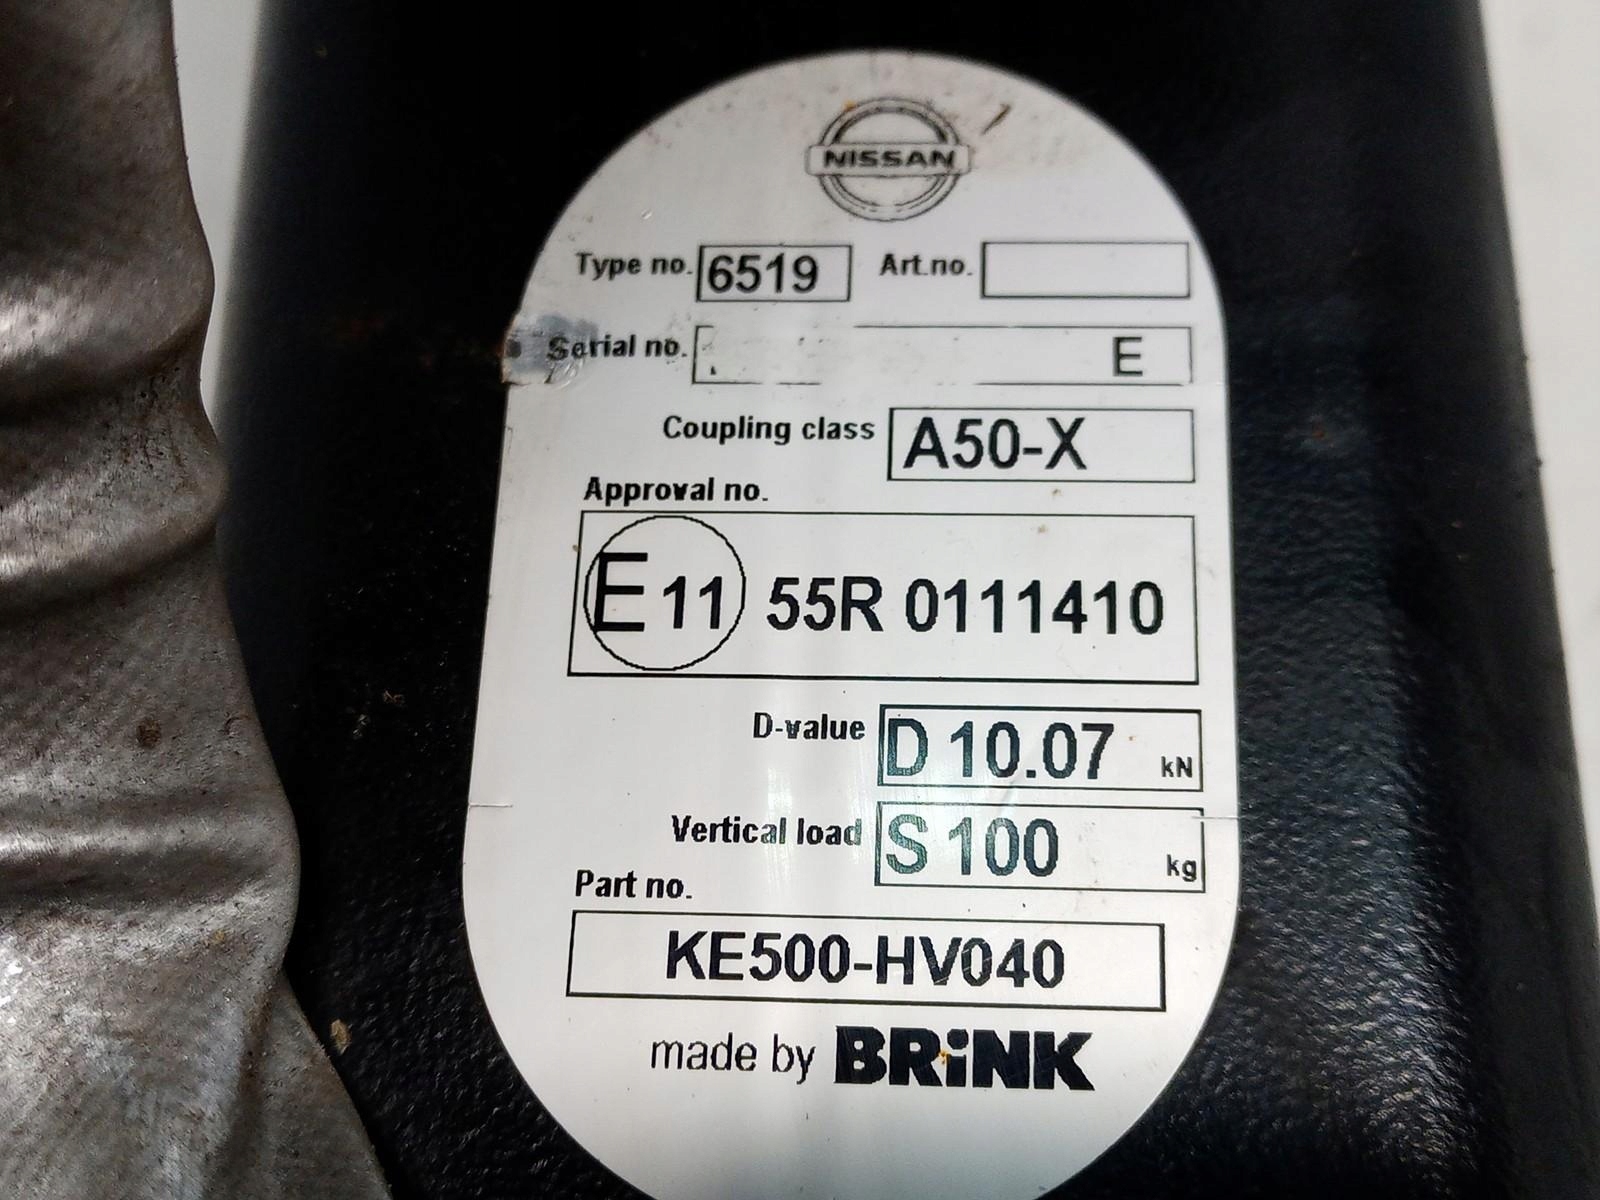 NISSAN
Type no. 6519 Art.no.
Serial no. E
Coupling class A50-X
Approval no.
E 11 55R 0111410
D-value D 10.07 kN
Vertical load S 100 kg
Part no.
KE500-HV040
made by BRiNK